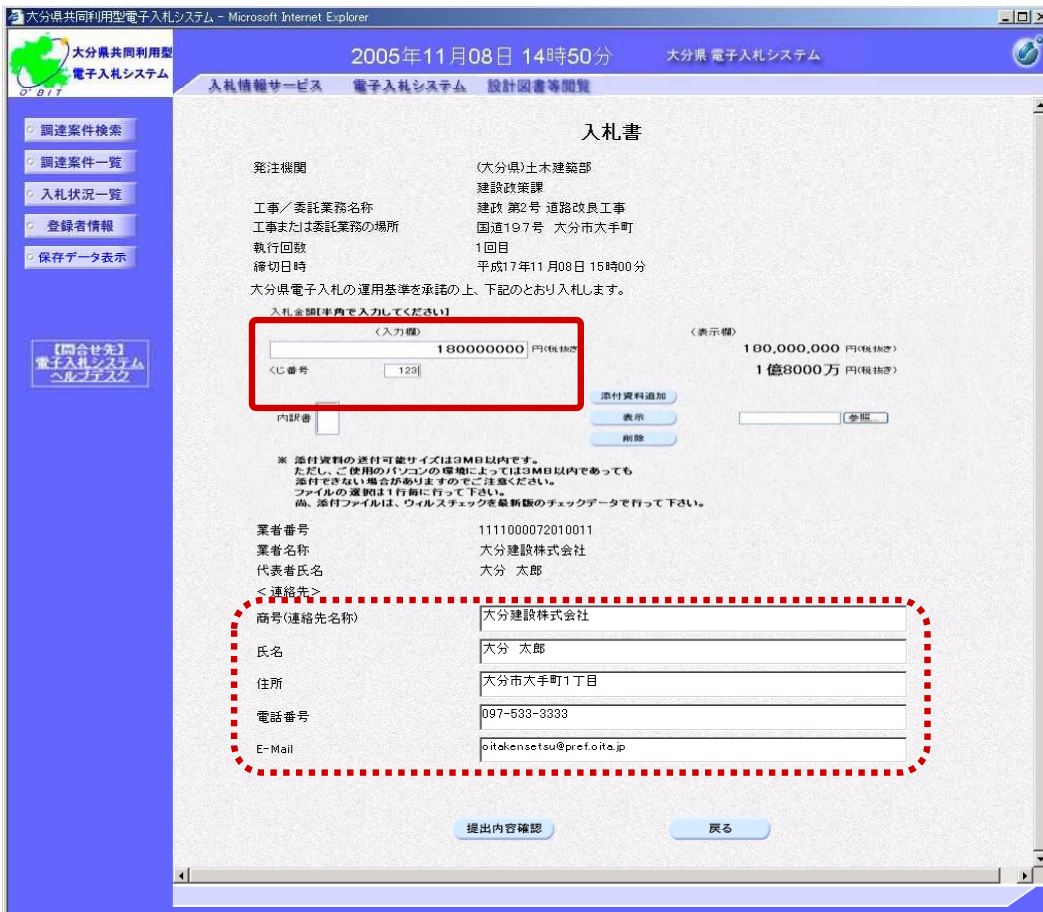 大分県共同利用型電子入札システム - Microsoft Internet Explorer
大分県共同利用型
電子入札システム
O'BIT
2005年11月08日 14時50分
大分県 電子入札システム
入札情報サービス 電子入札システム 設計図書等閲覧
調達案件検索
調達案件一覧
入札状況一覧
登録者情報
保存データ表示
【問合せ先】
電子入札システム
ヘルプデスク
入札書
発注機関 (大分県)土木建築部
建設政策課
工事／委託業務名称 建政 第2号 道路改良工事
工事または委託業務の場所 国道197号 大分市大手町
執行回数 1回目
締切日時 平成17年11月08日 15時00分
大分県電子入札の運用基準を承諾の上、下記のとおり入札します。
入札金額[半角で入力してください]
(入力欄) (表示欄)
180000000 円(税抜き 180,000,000 円(税抜き)
くじ番号 123 1億8000万 円(税抜き)
添付資料追加
内訳書 表示 参照...
削除
※ 添付資料の送付可能サイズは3MB以内です。
ただし、ご使用のパソコンの環境によっては3MB以内であっても
添付できない場合がありますのでご注意ください。
ファイルの選択は1行毎に行って下さい。
尚、添付ファイルは、ウィルスチェックを最新版のチェックデータで行って下さい。
業者番号 1111000072010011
業者名称 大分建設株式会社
代表者氏名 大分 太郎
<連絡先>
商号(連絡先名称) 大分建設株式会社
氏名 大分 太郎
住所 大分市大手町1丁目
電話番号 097-533-3333
E-Mail oitakensetsu@pref.oita.jp
提出内容確認 戻る